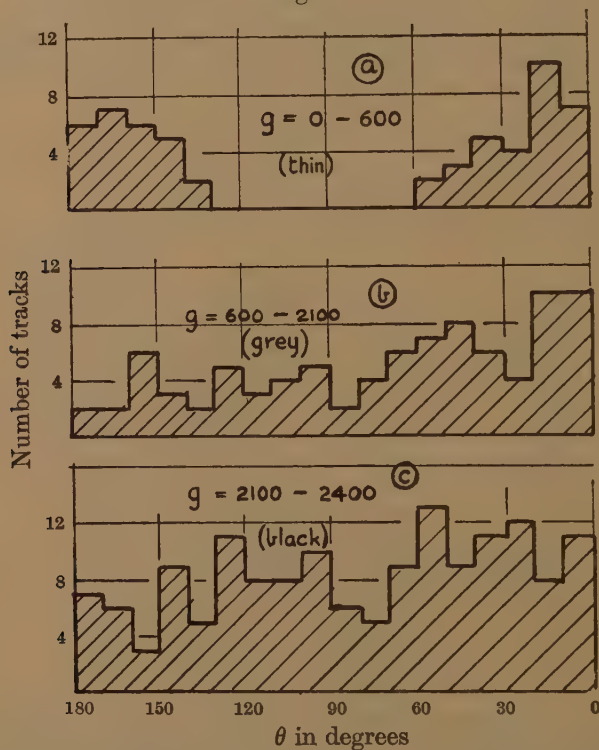 12
ⓐ
8
g = 0 - 600
4
(thin)
12
ⓑ
g = 600 - 2100
8
(grey)
4
Number of tracks
ⓒ
g = 2100 - 2400
12
(black)
8
4
180 150 120 90 60 30 0
θ in degrees